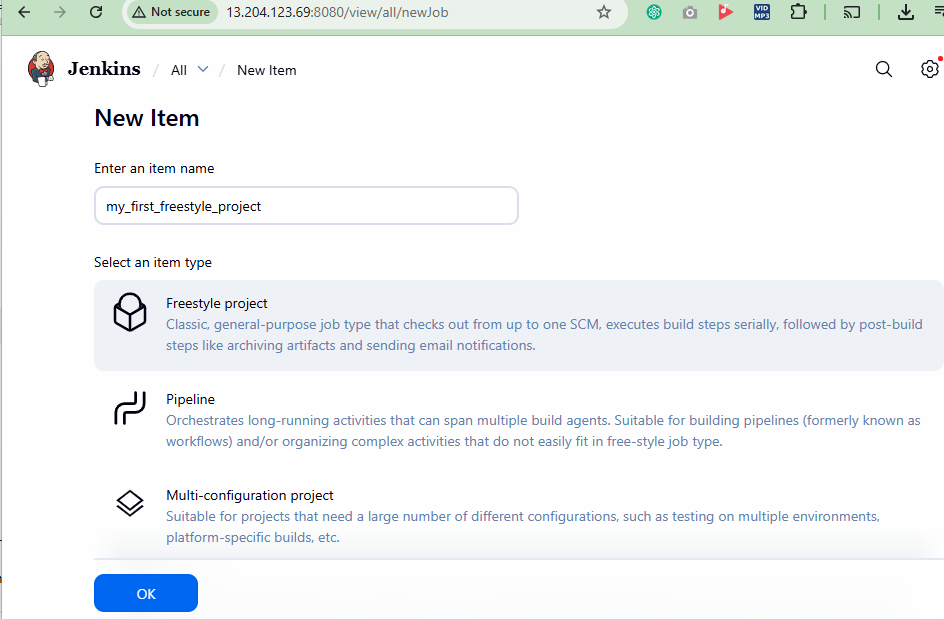 Not secure 13.204.123.69:8080/view/all/newJob
VID
MP3
Jenkins / All / New Item
New Item
Enter an item name
my_first_freestyle_project
Select an item type
Freestyle project
Classic, general-purpose job type that checks out from up to one SCM, executes build steps serially, followed by post-build
steps like archiving artifacts and sending email notifications.
Pipeline
Orchestrates long-running activities that can span multiple build agents. Suitable for building pipelines (formerly known as
workflows) and/or organizing complex activities that do not easily fit in free-style job type.
Multi-configuration project
Suitable for projects that need a large number of different configurations, such as testing on multiple environments,
platform-specific builds, etc.
OK